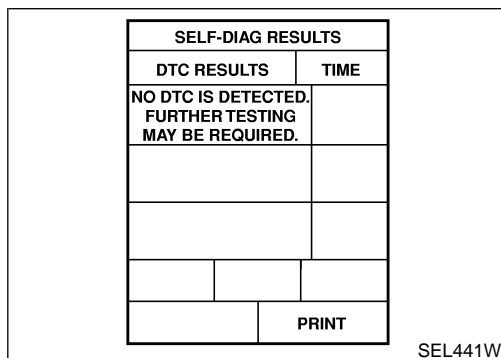 SELF-DIAG RESULTS
DTC RESULTS TIME
NO DTC IS DETECTED.
FURTHER TESTING
MAY BE REQUIRED.
PRINT
SEL441W